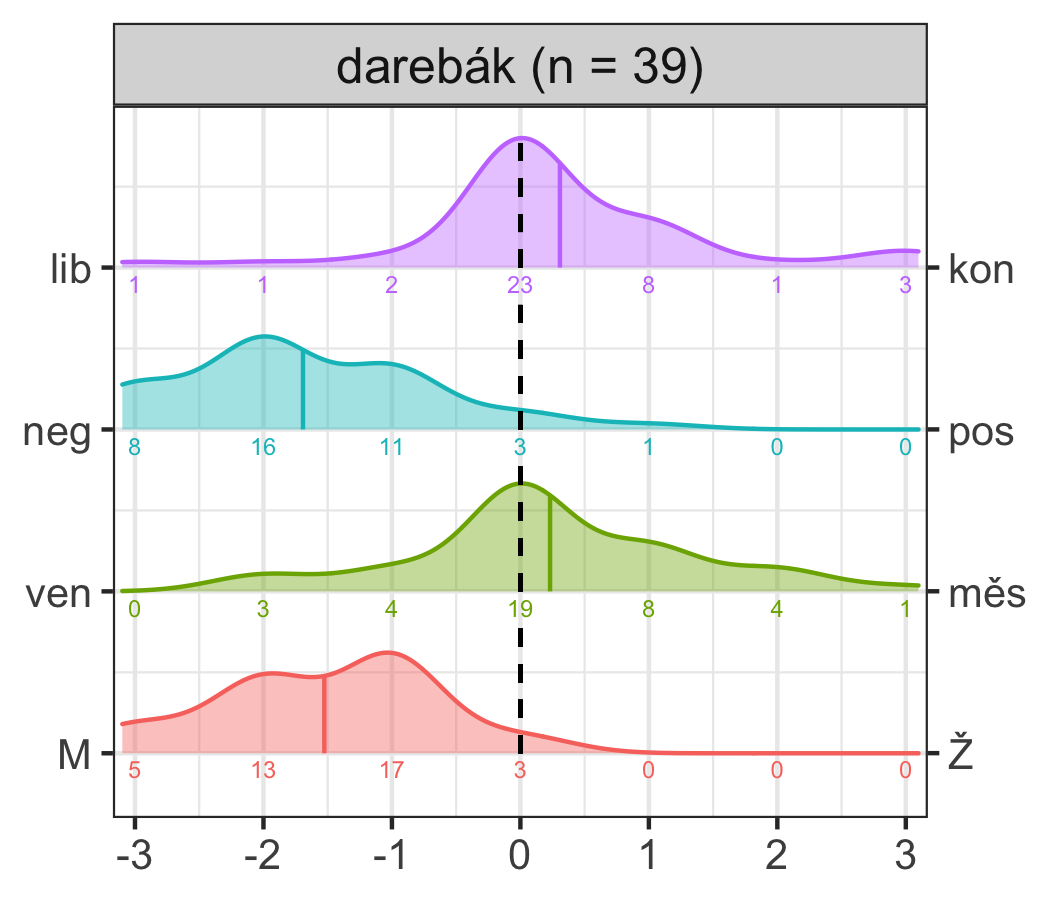 darebák (n = 39)
lib kon
1 1 2 23 8 1 3
neg pos
8 16 11 3 1 0 0
ven měs
0 3 4 19 8 4 1
M Ž
5 13 17 3 0 0 0
-3 -2 -1 0 1 2 3